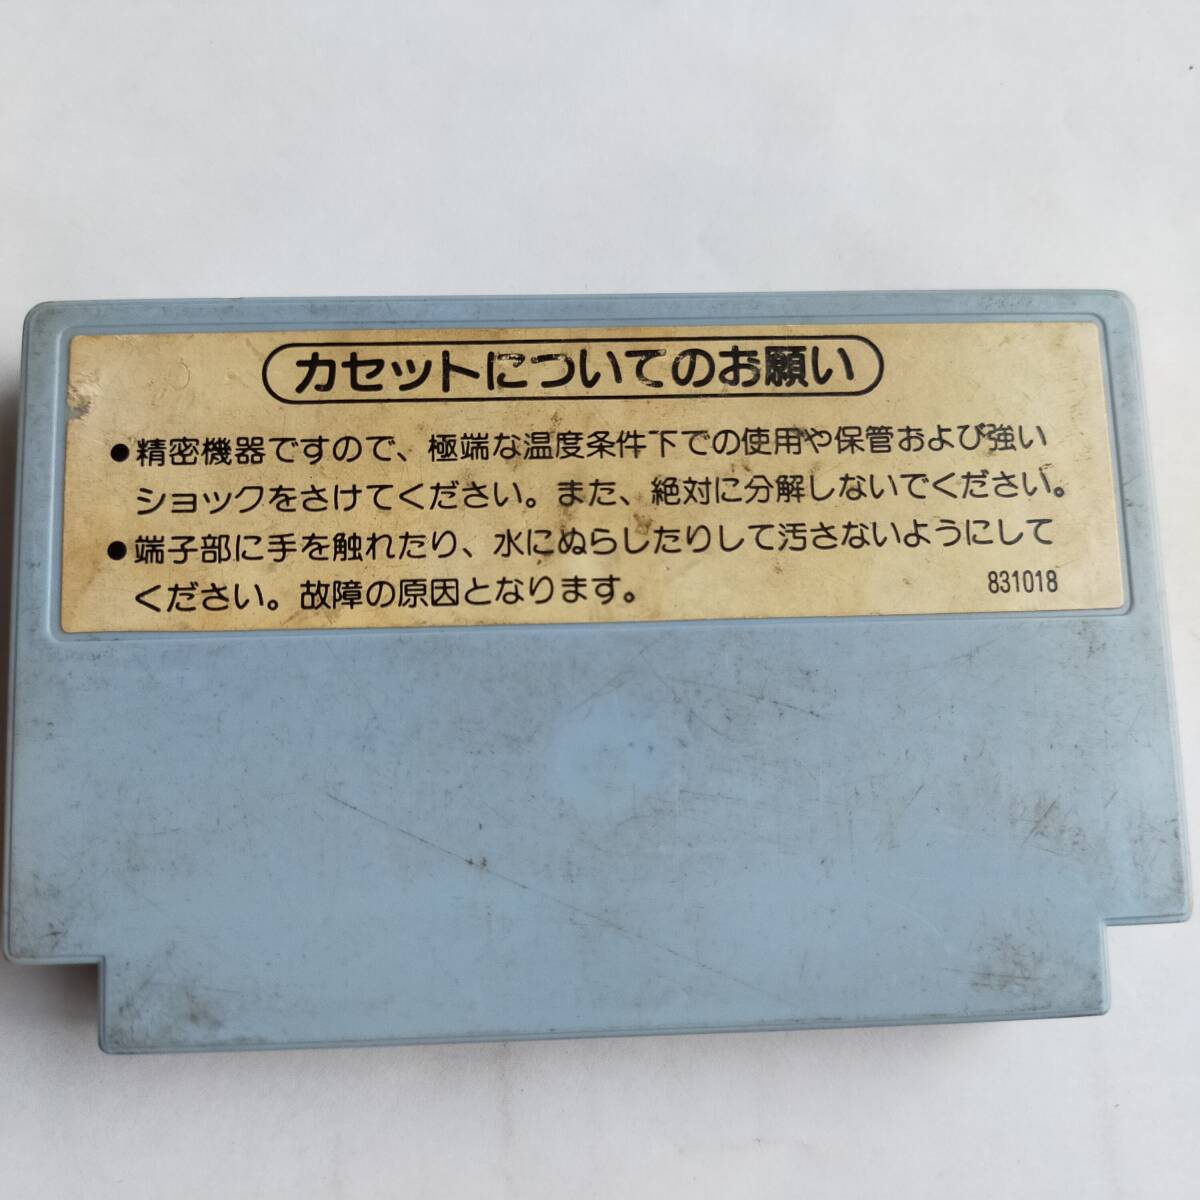 カセットについてのお願い
●精密機器ですので、極端な温度条件下での使用や保管および強い
ショックをさけてください。また、絶対に分解しないでください。
●端子部に手を触れたり、水にぬらしたりして汚さないようにして
ください。故障の原因となります。
831018